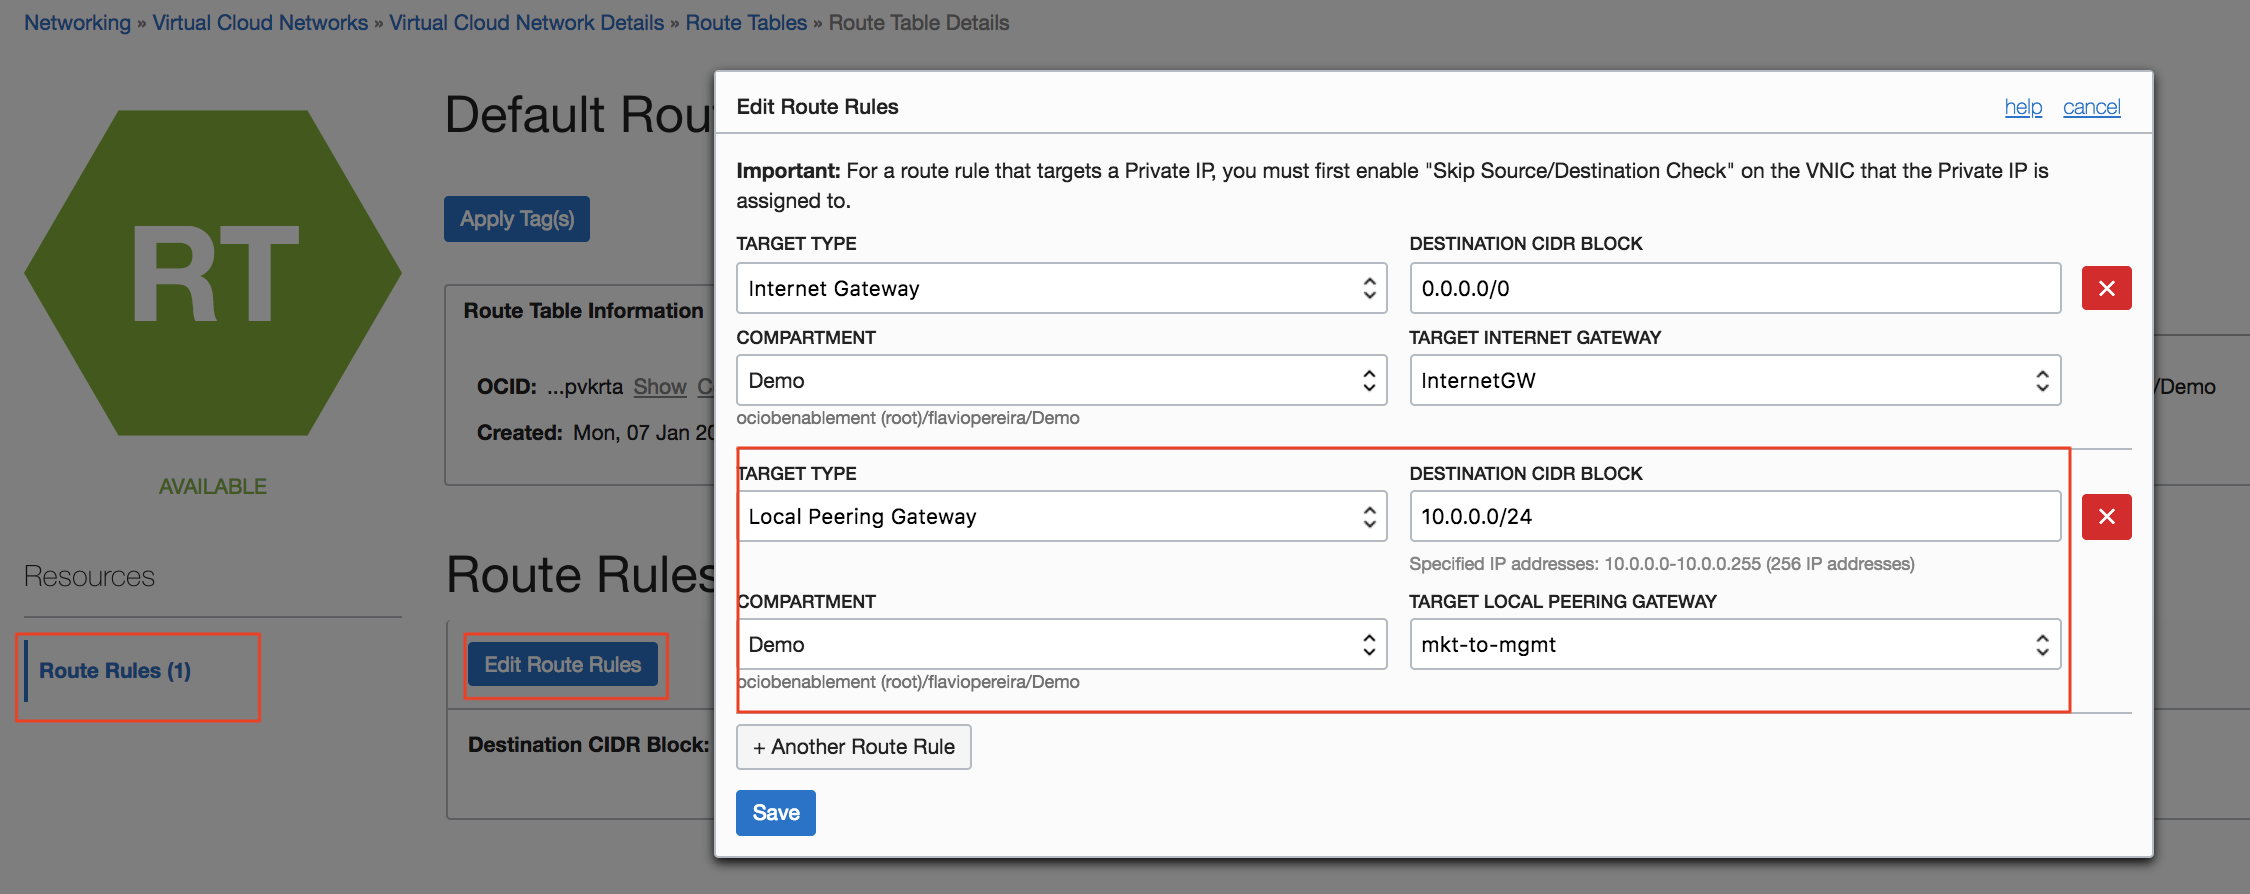 Networking » Virtual Cloud Networks » Virtual Cloud Network Details » Route Tables » Route Table Details
RT
AVAILABLE
Resources
Route Rules (1)
Default Rou
Apply Tag(s)
Route Table Information
OCID: ...pvkrta Show C
Created: Mon, 07 Jan 20
/Demo
Route Rules
Edit Route Rules
Destination CIDR Block:
Edit Route Rules
help cancel
Important: For a route rule that targets a Private IP, you must first enable "Skip Source/Destination Check" on the VNIC that the Private IP is
assigned to.
TARGET TYPE DESTINATION CIDR BLOCK
Internet Gateway 0.0.0.0/0
COMPARTMENT TARGET INTERNET GATEWAY
Demo InternetGW
ociobenablement (root)/flaviopereira/Demo
TARGET TYPE DESTINATION CIDR BLOCK
Local Peering Gateway 10.0.0.0/24
Specified IP addresses: 10.0.0.0-10.0.0.255 (256 IP addresses)
COMPARTMENT TARGET LOCAL PEERING GATEWAY
Demo mkt-to-mgmt
ociobenablement (root)/flaviopereira/Demo
+ Another Route Rule
Save